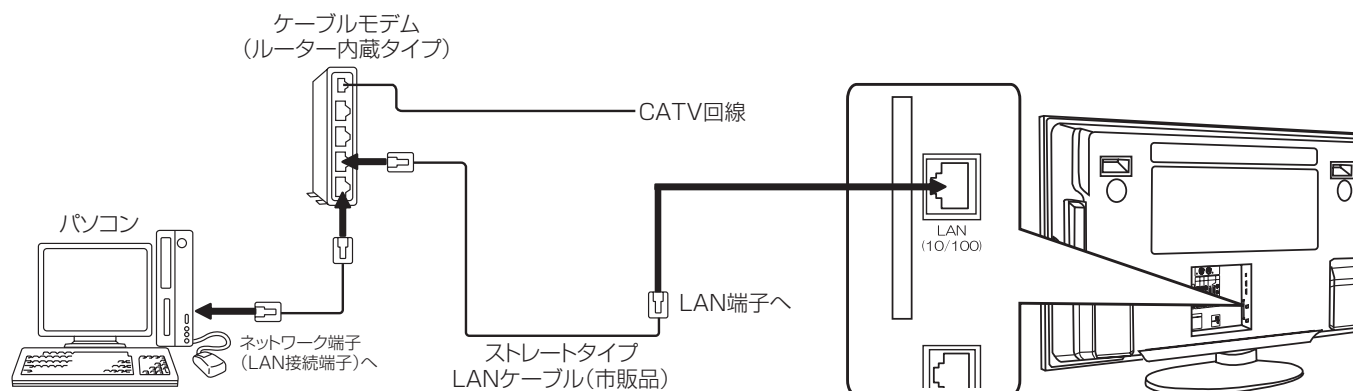 ケーブルモデム
（ルーター内蔵タイプ）
CATV回線
パソコン
LAN
(10/100)
LAN端子へ
ネットワーク端子
（LAN接続端子）へ
ストレートタイプ
LANケーブル（市販品）